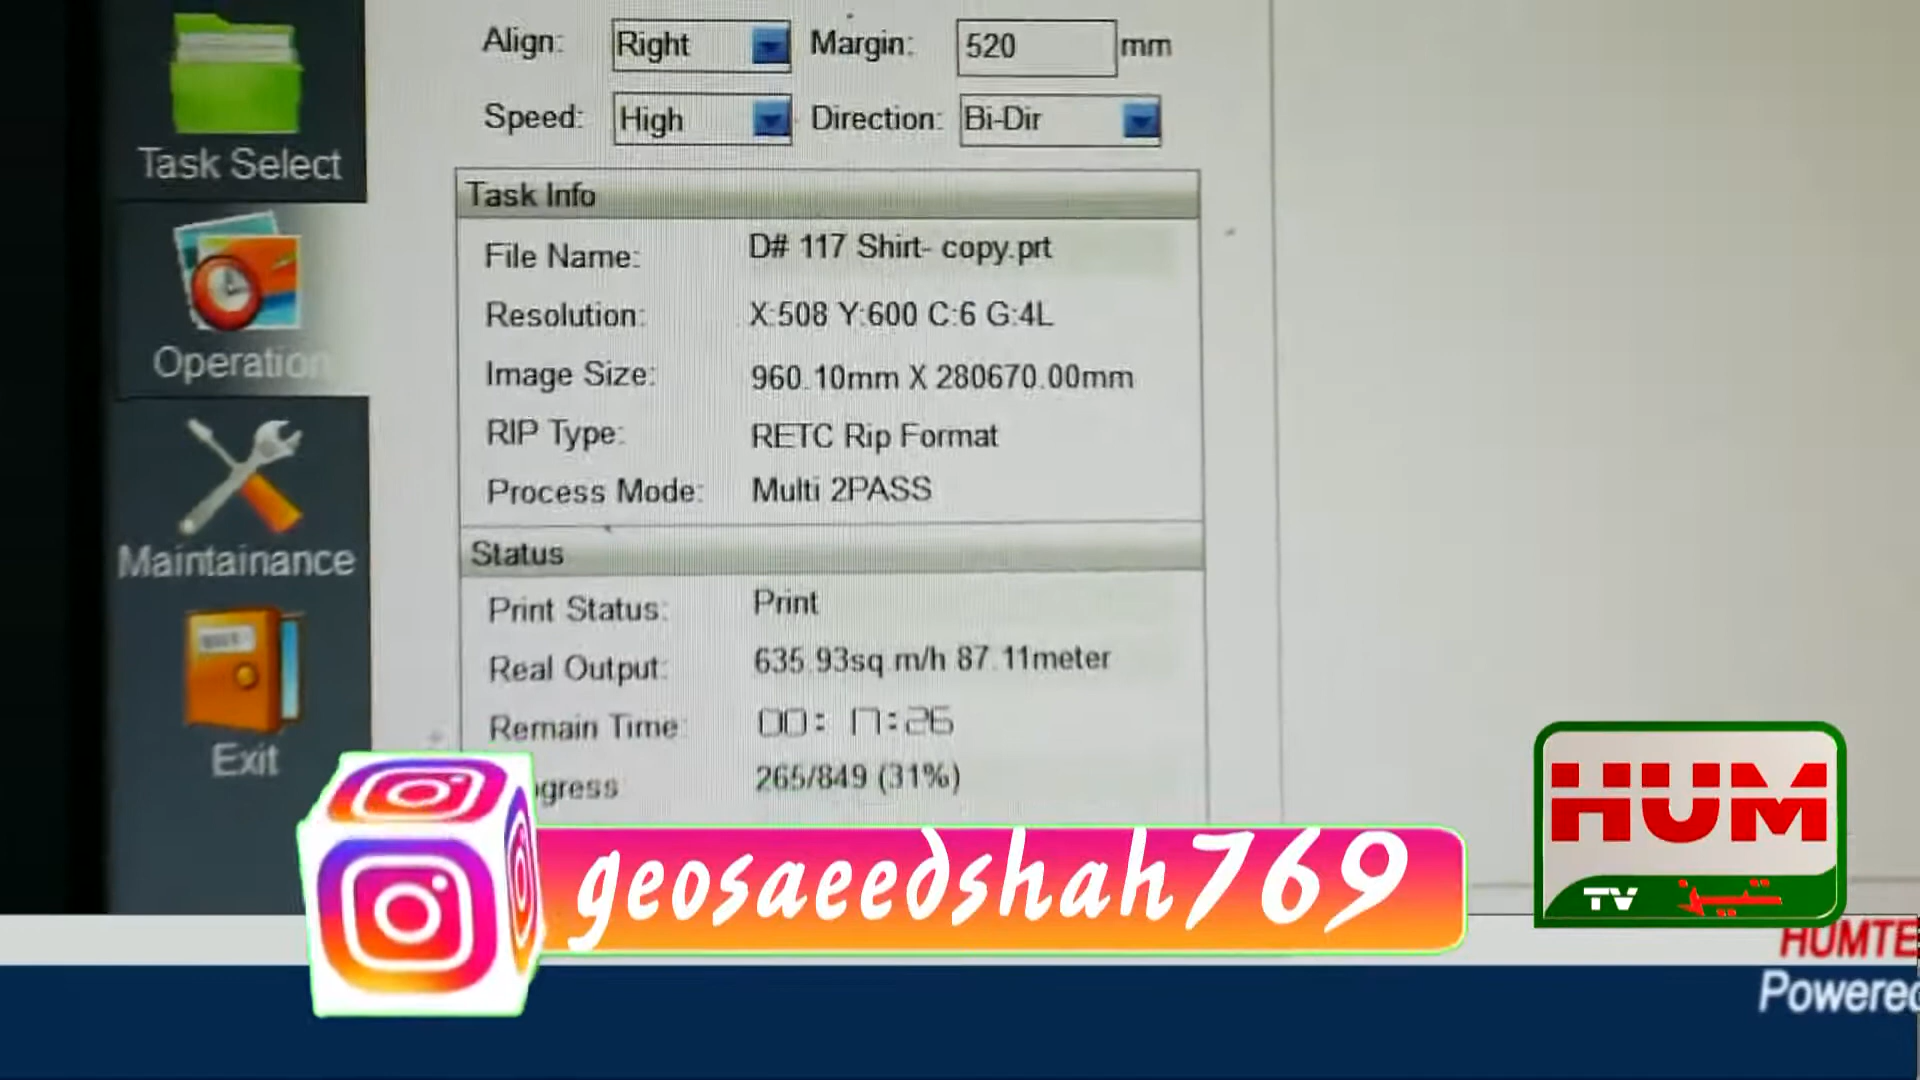 Align: Right Margin: 520 mm
Speed: High Direction: Bi-Dir
Task Select
Task Info
File Name: D# 117 Shirt- copy.prt
Resolution: X:508 Y:600 C:6 G:4L
Operation
Image Size: 960.10mm X 280670.00mm
RIP Type: RETC Rip Format
Process Mode: Multi 2PASS
Maintainance
Status
Print Status: Print
Real Output: 635.93sq m/h 87.11meter
Remain Time: 00: 17:26
Exit
gress 265/849 (31%)
geosaeedshah769
HUM
TV
HUMTE
Powered